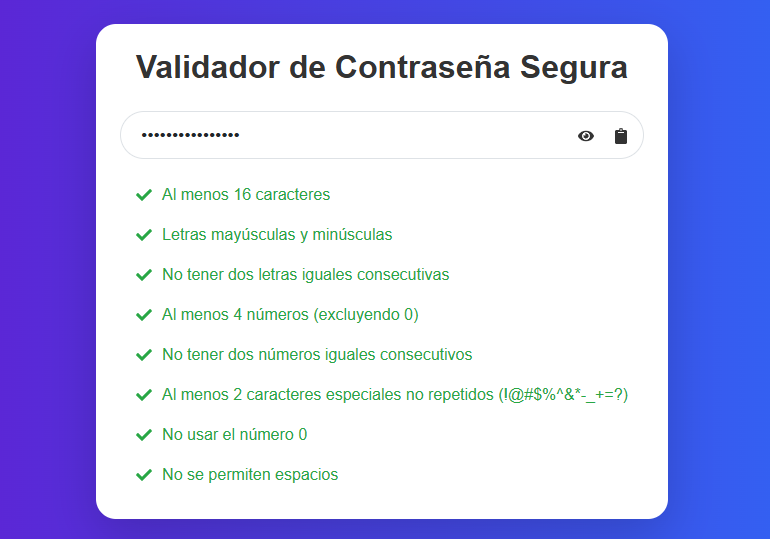 Validador de Contraseña Segura
••••••••••••••••
Al menos 16 caracteres
Letras mayúsculas y minúsculas
No tener dos letras iguales consecutivas
Al menos 4 números (excluyendo 0)
No tener dos números iguales consecutivos
Al menos 2 caracteres especiales no repetidos (!@#$%^&*-_+=?)
No usar el número 0
No se permiten espacios